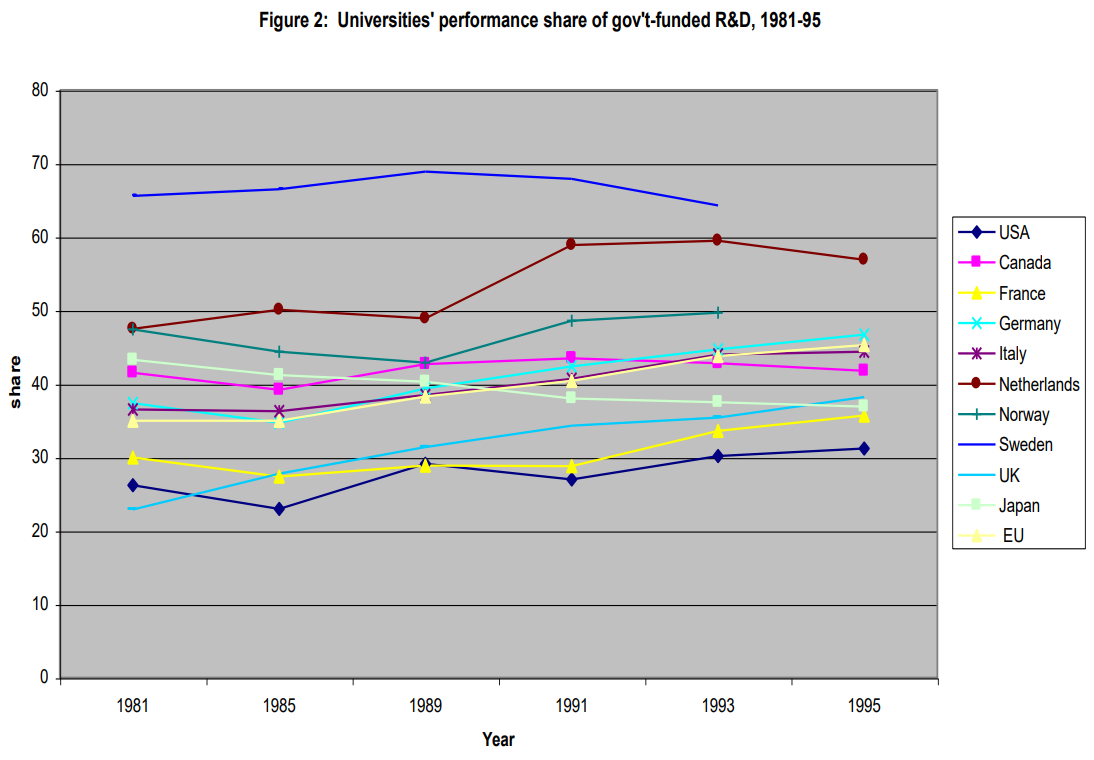 Figure 2: Universities' performance share of gov't-funded R&D, 1981-95
80
70
60
50
40
30
20
10
0
share
1981 1985 1989 1991 1993 1995
Year
USA
Canada
France
Germany
Italy
Netherlands
Norway
Sweden
UK
Japan
EU